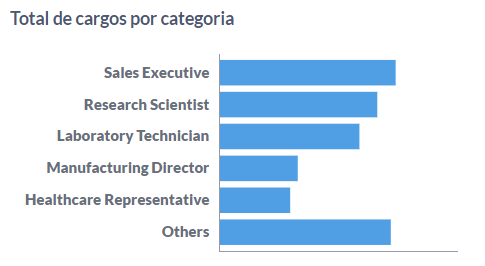 Total de cargos por categoria
Sales Executive
Research Scientist
Laboratory Technician
Manufacturing Director
Healthcare Representative
Others